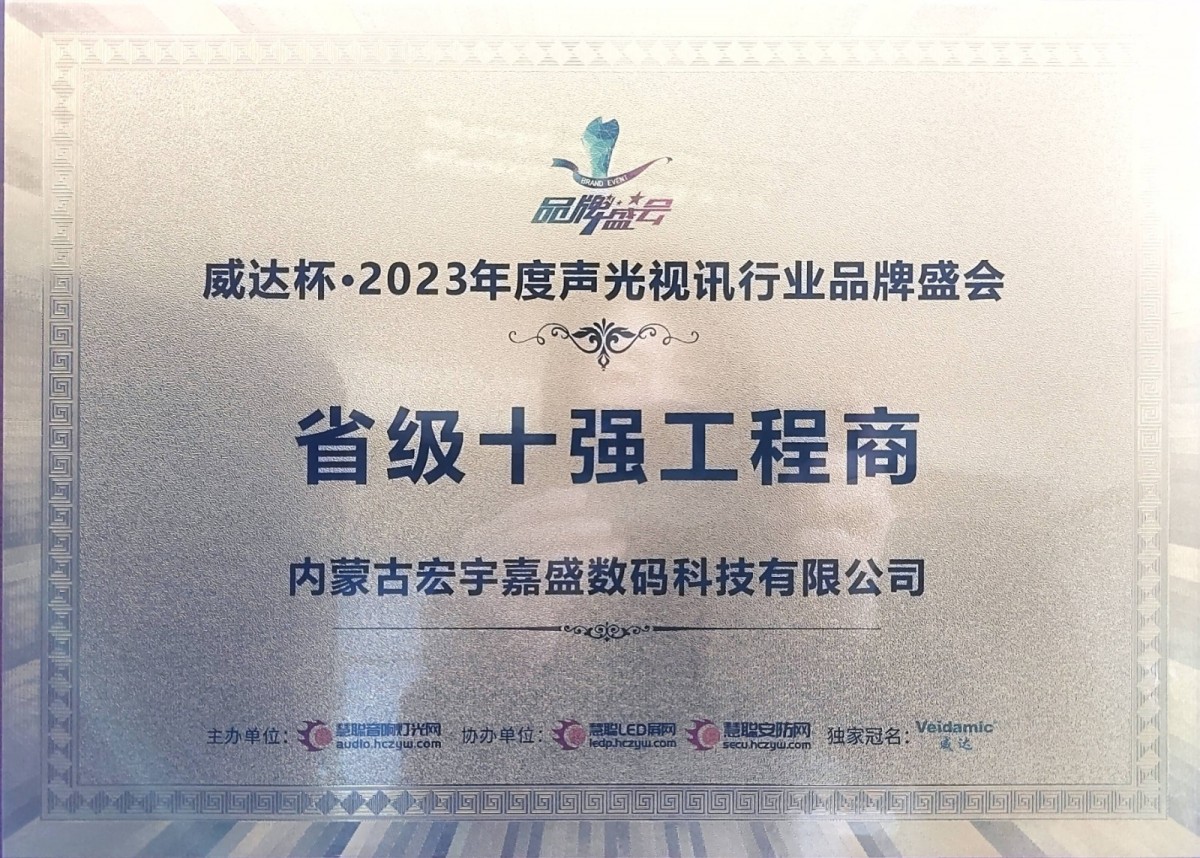 BRAND EVENT
品牌盛会
威达杯·2023年度声光视讯行业品牌盛会
省级十强工程商
内蒙古宏宇嘉盛数码科技有限公司
主办单位：慧聪音响灯光网 audio.hczyw.com 协办单位：慧聪LED屏网 ledp.hczyw.com 慧聪安防网 secu.hczyw.com 独家冠名：Veidamic 威达